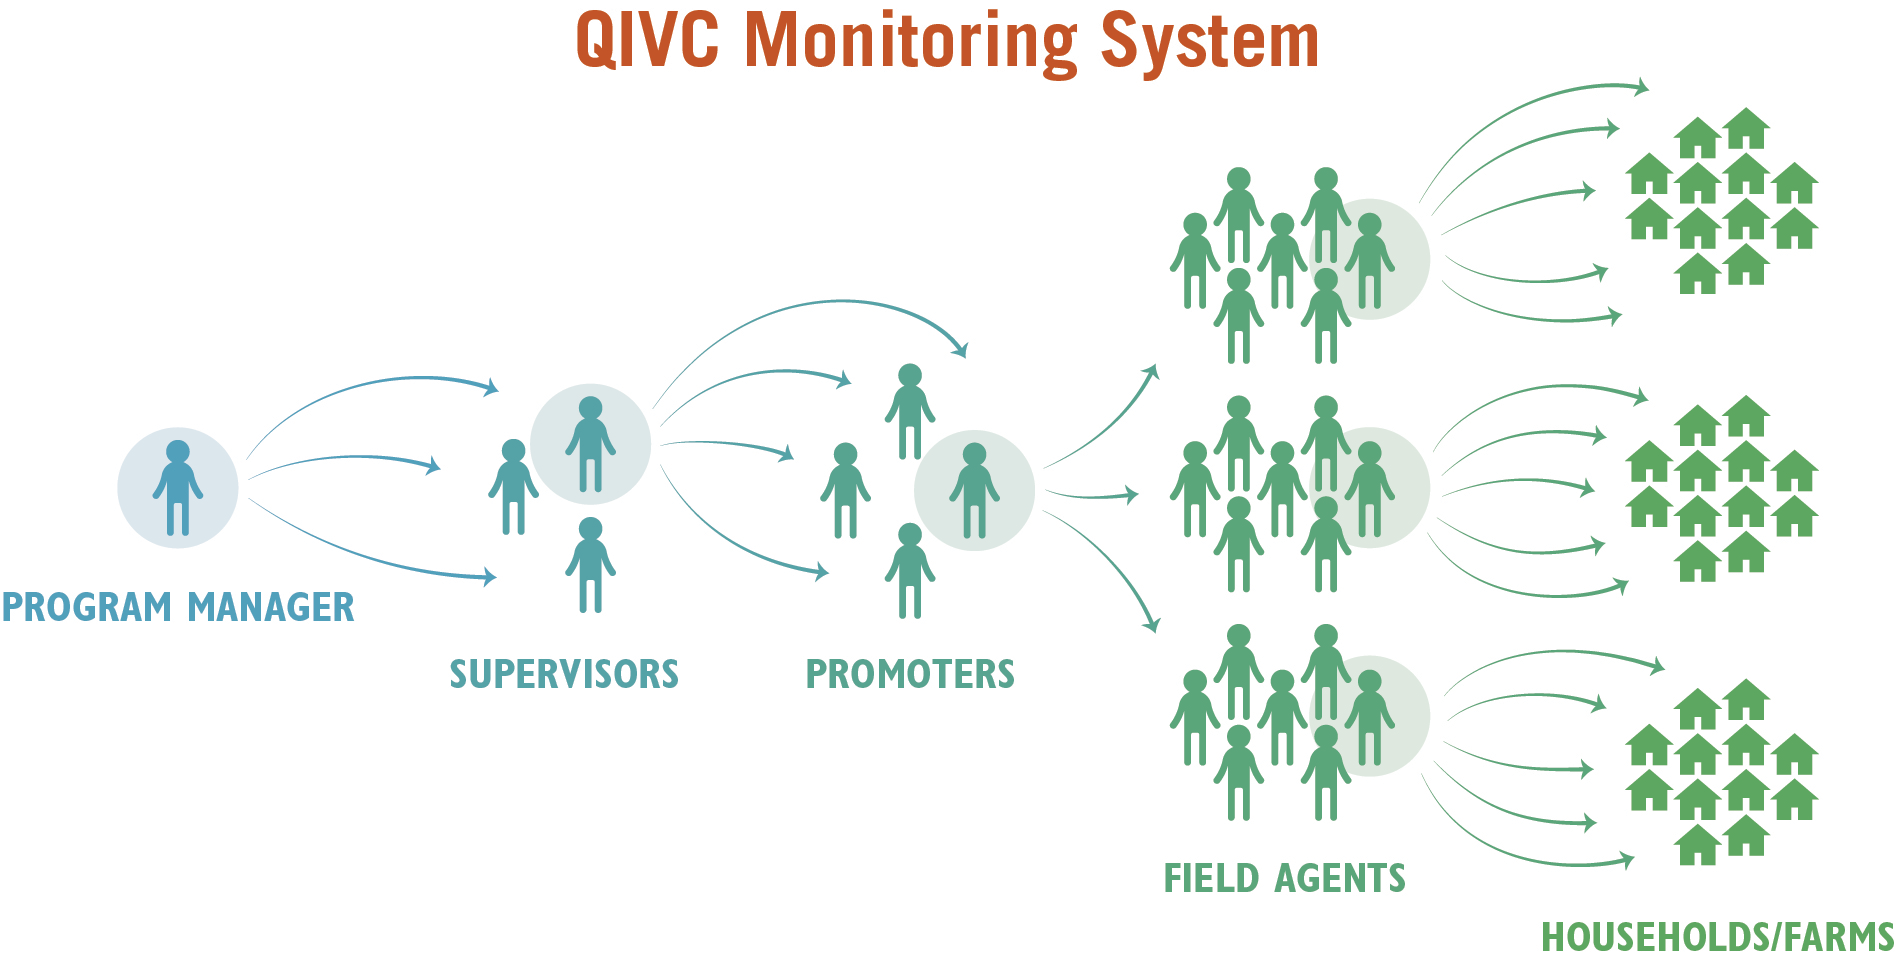 QIVC Monitoring System
PROGRAM MANAGER
SUPERVISORS
PROMOTERS
FIELD AGENTS
HOUSEHOLDS/FARMS